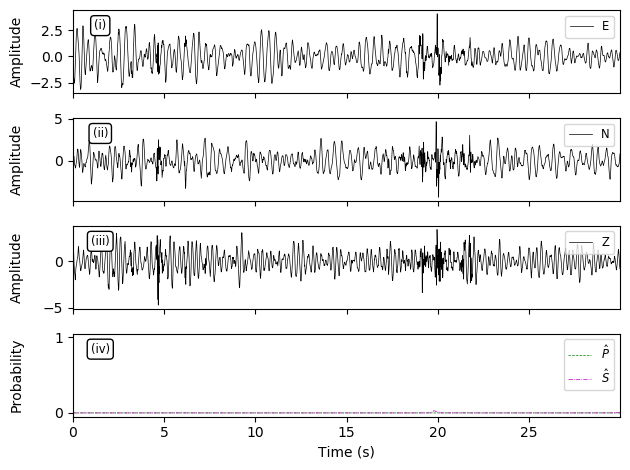 Amplitude
2.5
0.0
−2.5
(i)
E
Amplitude
5
0
(ii)
N
Amplitude
0
−5
(iii)
Z
Probability
1
0
(iv)
P̂
Ŝ
0 5 10 15 20 25
Time (s)